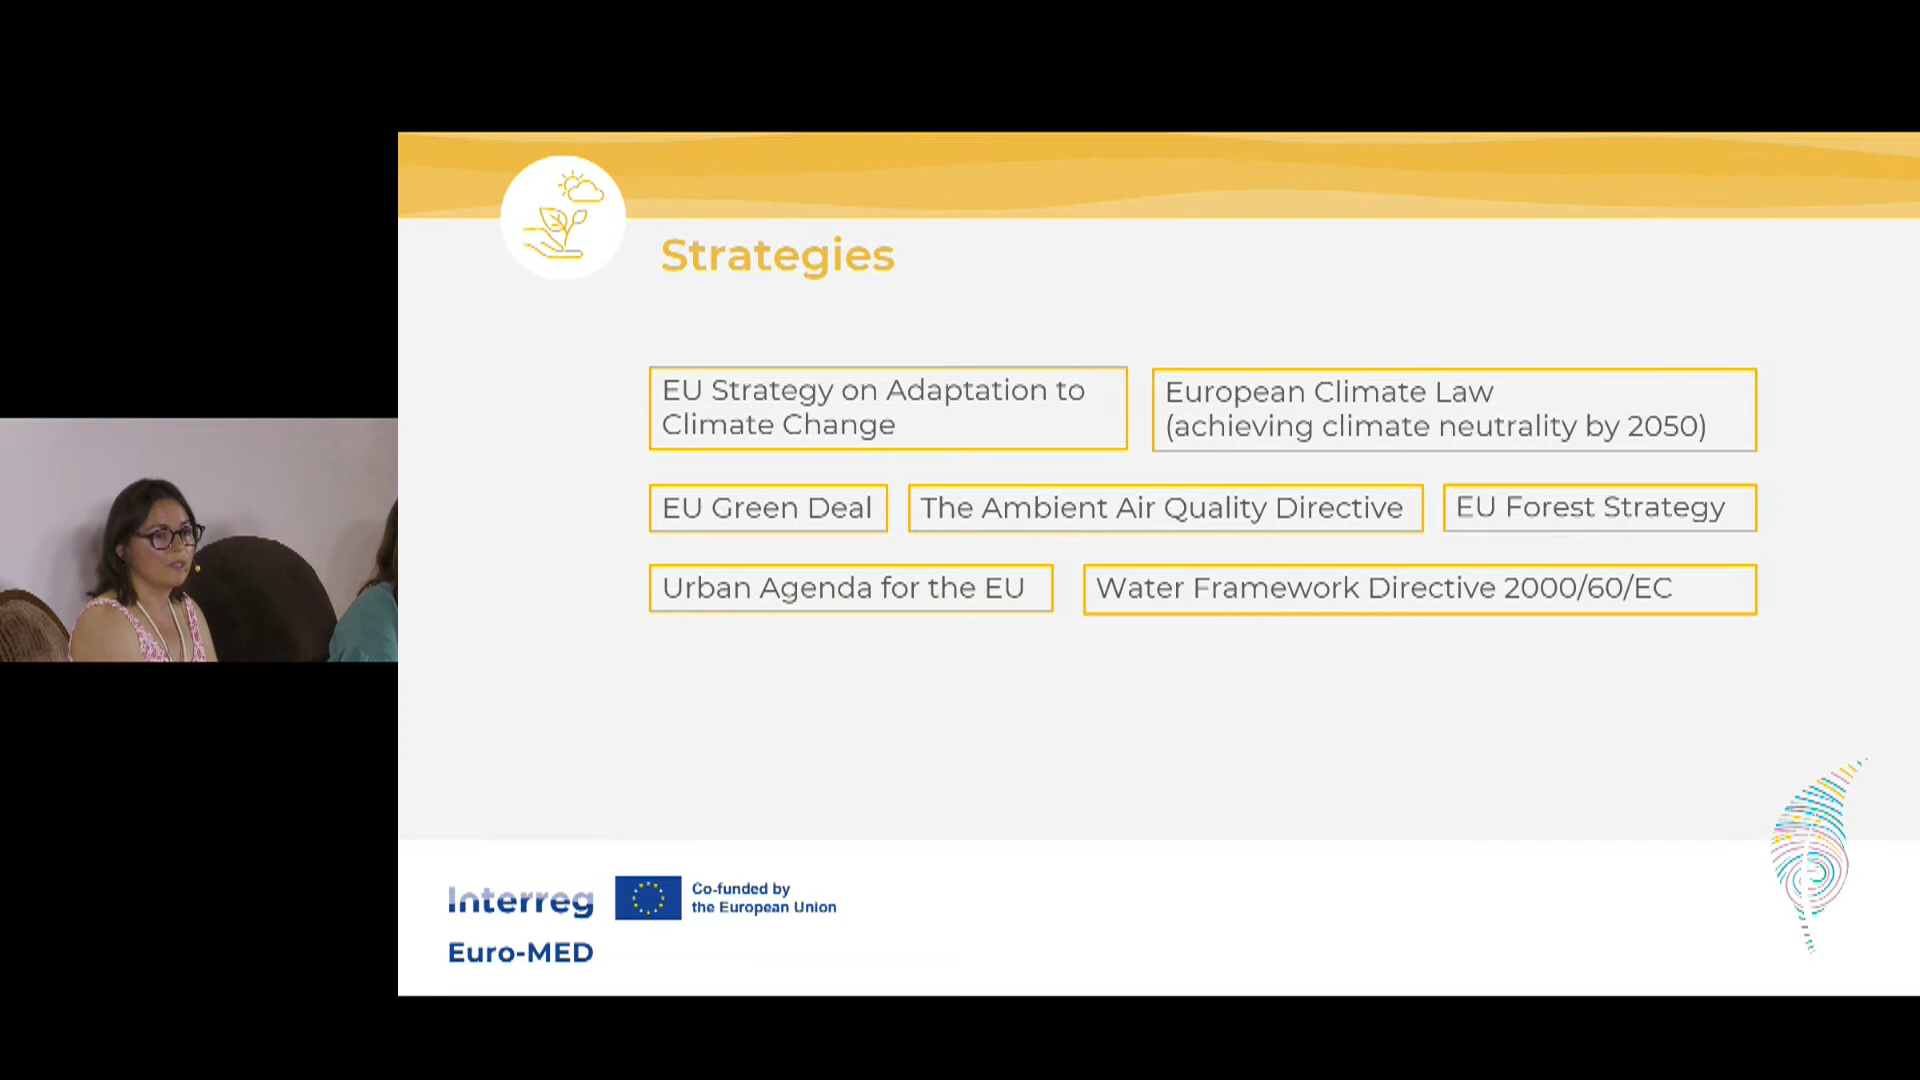 Strategies
EU Strategy on Adaptation to
Climate Change
European Climate Law
(achieving climate neutrality by 2050)
EU Green Deal
The Ambient Air Quality Directive
EU Forest Strategy
Urban Agenda for the EU
Water Framework Directive 2000/60/EC
Interreg
Co-funded by
the European Union
Euro-MED